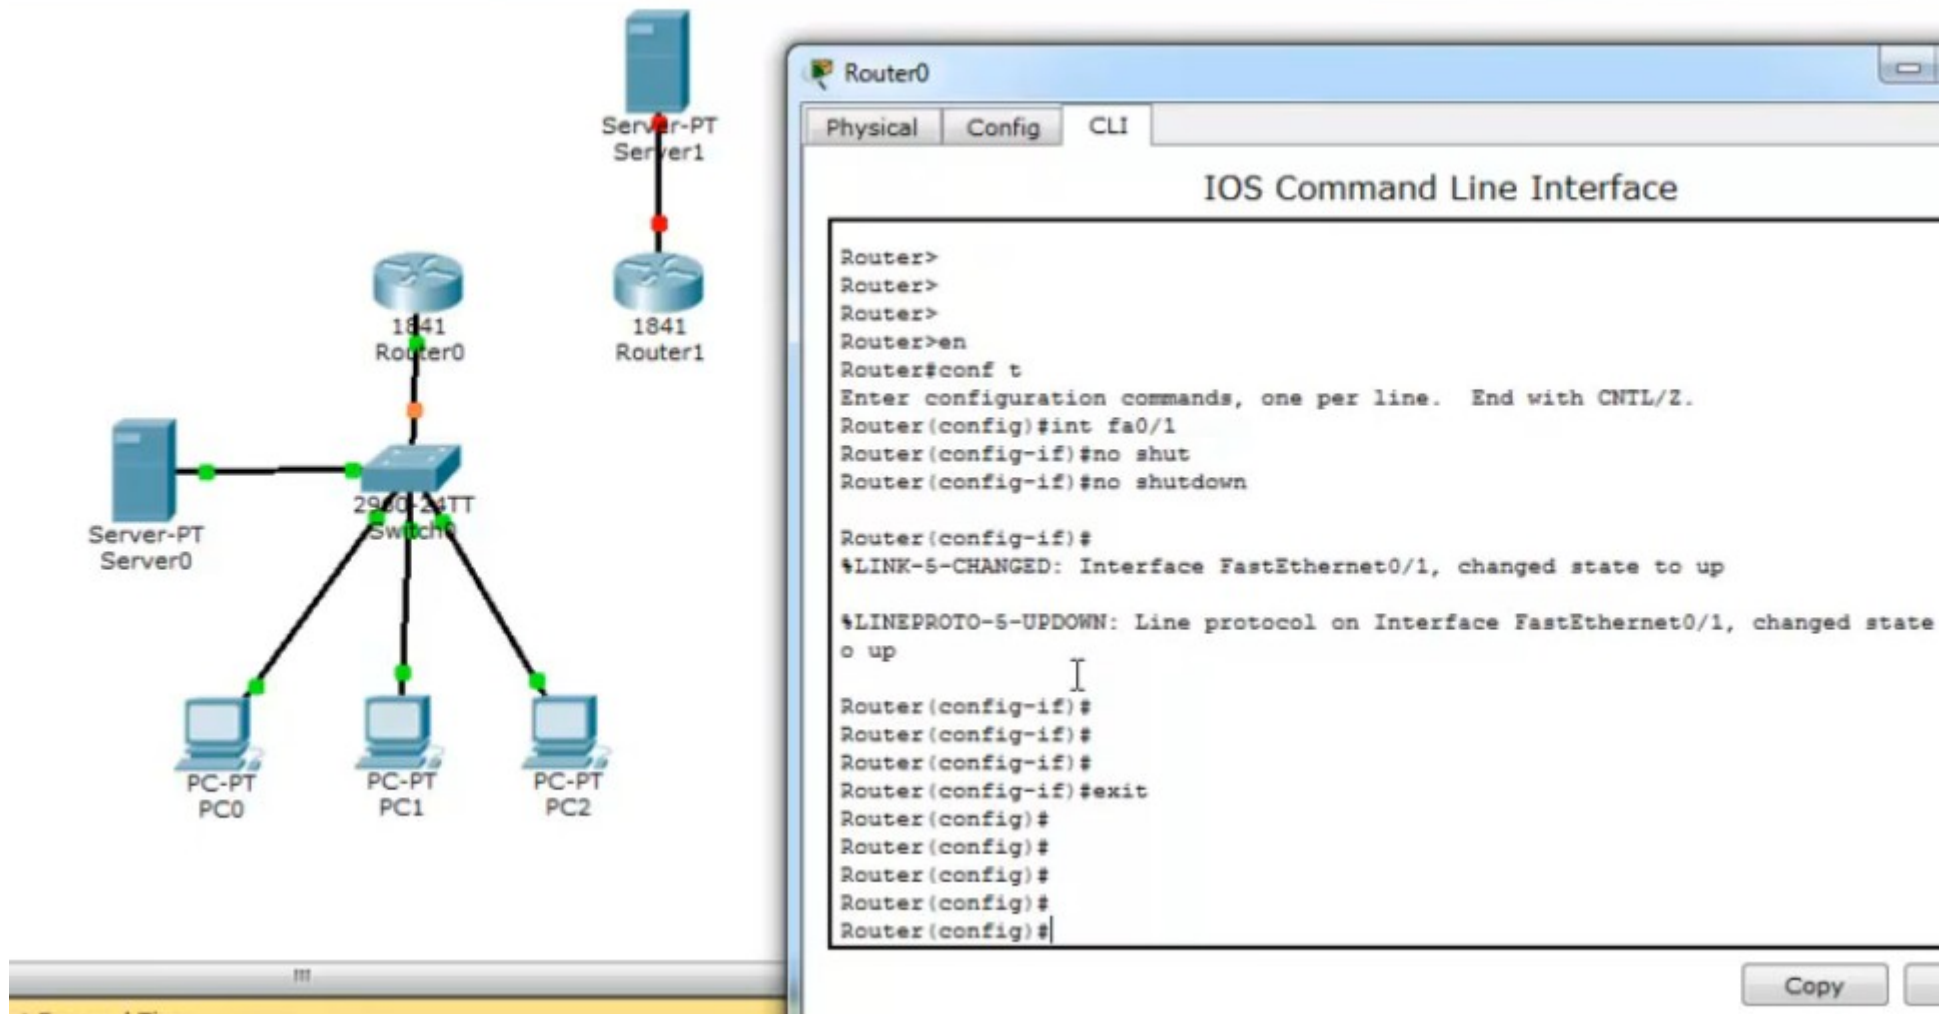 Server-PT
Server1
1841
Router0
1841
Router1
Server-PT
Server0
2960-24TT
Switch0
PC-PT
PC0
PC-PT
PC1
PC-PT
PC2
Router0
Physical
Config
CLI
IOS Command Line Interface
Router>
Router>
Router>
Router>en
Router#conf t
Enter configuration commands, one per line.  End with CNTL/Z.
Router(config)#int fa0/1
Router(config-if)#no shut
Router(config-if)#no shutdown
Router(config-if)#
%LINK-5-CHANGED: Interface FastEthernet0/1, changed state to up
%LINEPROTO-5-UPDOWN: Line protocol on Interface FastEthernet0/1, changed state
o up
Router(config-if)#
Router(config-if)#
Router(config-if)#
Router(config-if)#exit
Router(config)#
Router(config)#
Router(config)#
Router(config)#
Router(config)#
Copy